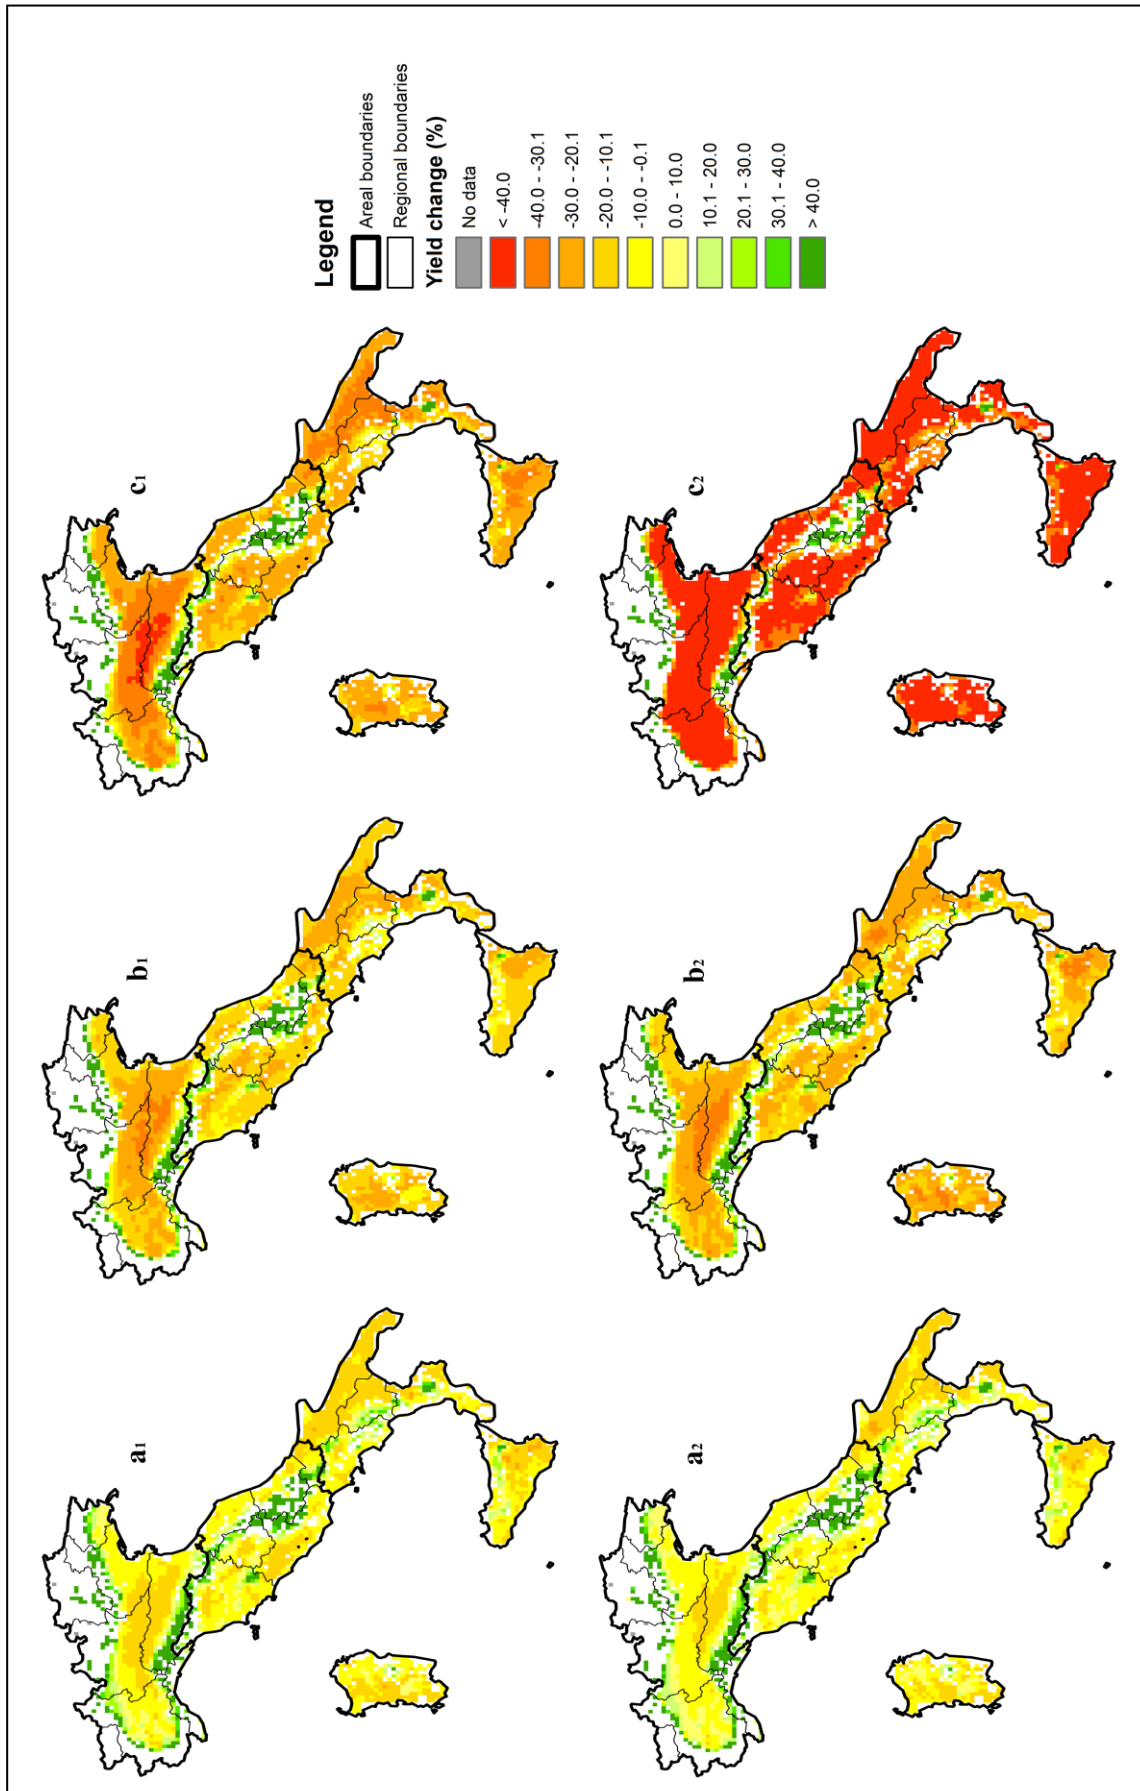 a1
b1
c1
a2
b2
c2
Legend
Areal boundaries
Regional boundaries
Yield change (%)
No data
< -40.0
-40.0 - -30.1
-30.0 - -20.1
-20.0 - -10.1
-10.0 - -0.1
0.0 - 10.0
10.1 - 20.0
20.1 - 30.0
30.1 - 40.0
> 40.0